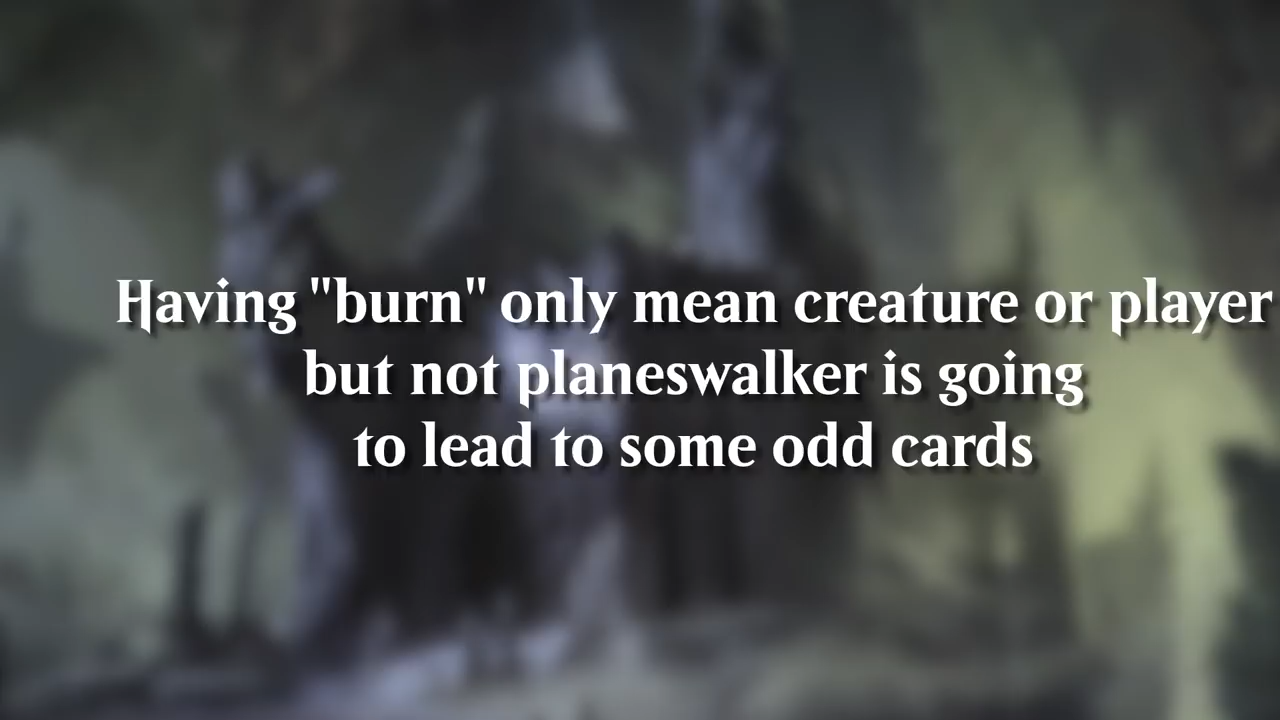 Having "burn" only mean creature or player
but not planeswalker is going
to lead to some odd cards